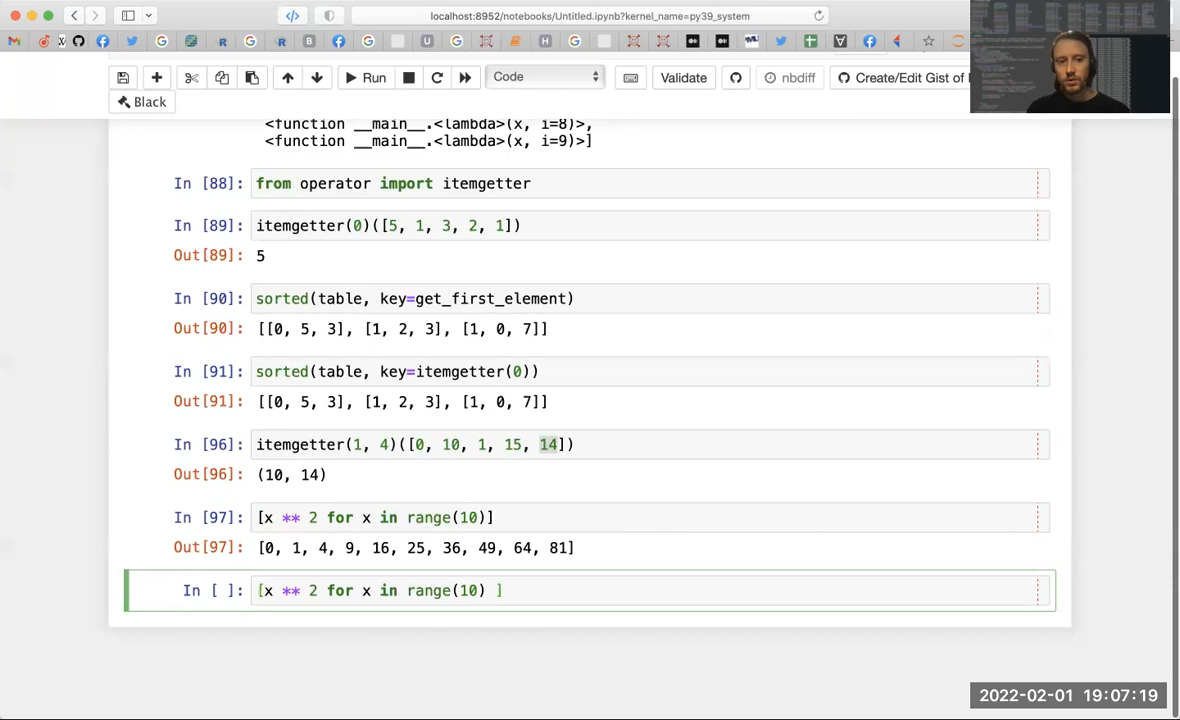 localhost:8952/notebooks/Untitled.ipynb?kernel_name=py39_system
Run
Code
Validate
nbdiff
Create/Edit Gist of
Black
<function __main__.<lambda>(x, i=8)>,
<function __main__.<lambda>(x, i=9)>]
In [88]: from operator import itemgetter
In [89]: itemgetter(0)([5, 1, 3, 2, 1])
Out[89]: 5
In [90]: sorted(table, key=get_first_element)
Out[90]: [[0, 5, 3], [1, 2, 3], [1, 0, 7]]
In [91]: sorted(table, key=itemgetter(0))
Out[91]: [[0, 5, 3], [1, 2, 3], [1, 0, 7]]
In [96]: itemgetter(1, 4)([0, 10, 1, 15, 14])
Out[96]: (10, 14)
In [97]: [x ** 2 for x in range(10)]
Out[97]: [0, 1, 4, 9, 16, 25, 36, 49, 64, 81]
In [ ]: [x ** 2 for x in range(10) ]
2022-02-01 19:07:19